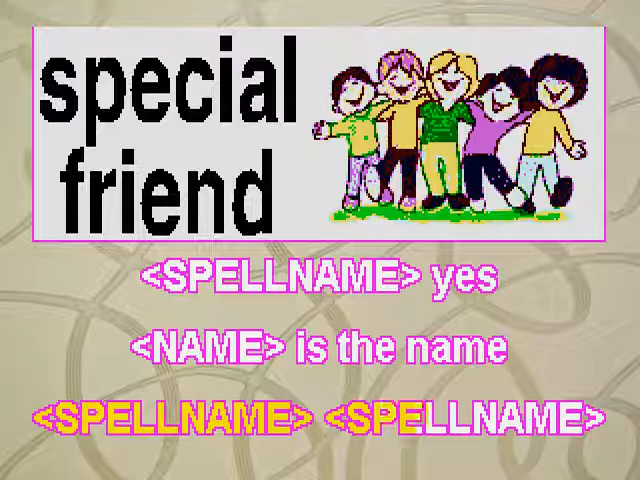 special
friend
<SPELLNAME> yes
<NAME> is the name
<SPELLNAME> <SPELLNAME>